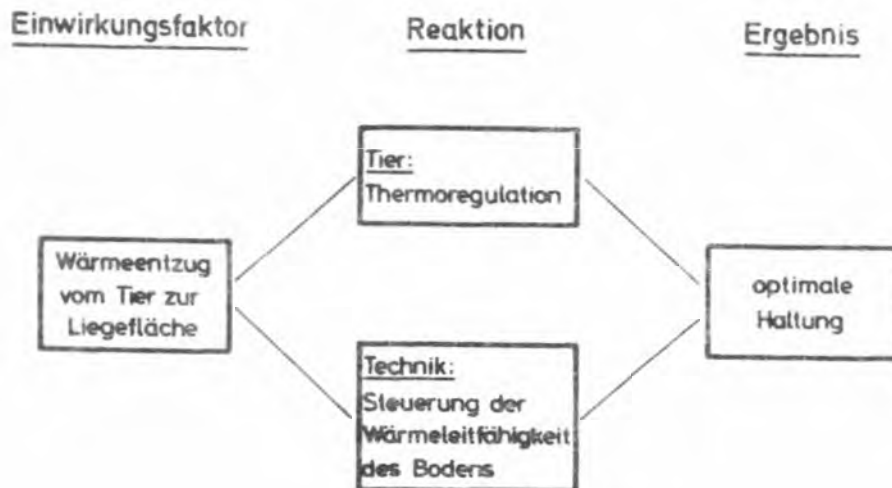 Einwirkungsfaktor
Reaktion
Ergebnis
Tier:
Thermoregulation
Wärmeentzug
vom Tier zur
Liegefläche
optimale
Haltung
Technik:
Steuerung der
Wärmeleitfähigkeit
des Bodens